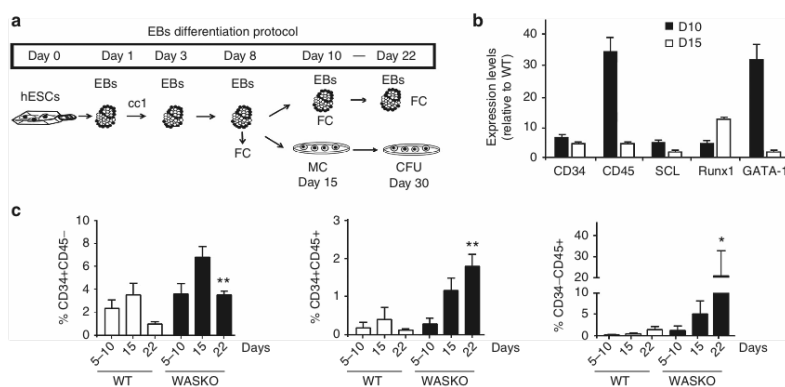 a
EBs differentiation protocol
Day 0 Day 1 Day 3 Day 8 Day 10 — Day 22
hESCs EBs cc1 EBs EBs EBs EBs
FC FC FC
MC CFU
Day 15 Day 30
b
Expression levels
(relative to WT)
40
30
20
10
0
D10
D15
CD34 CD45 SCL Runx1 GATA-1
c
% CD34+CD45–
10
8
6
4
2
0
**
5–10 15 22 5–10 15 22 Days
WT WASKO
% CD34+CD45+
3
2
1
0
**
5–10 15 22 5–10 15 22 Days
WT WASKO
% CD34–CD45+
40
30
20
10
5
0
*
5–10 15 22 5–10 15 22 Days
WT WASKO